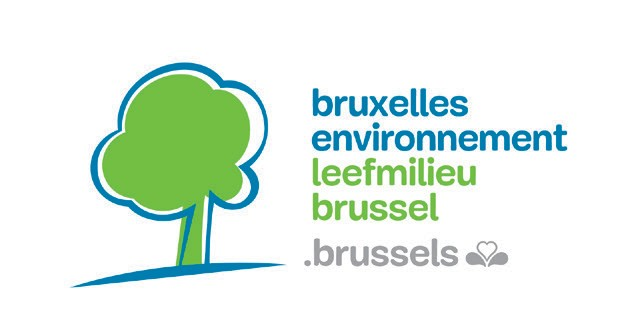 bruxelles
environnement
leefmilieu
brussel
.brussels